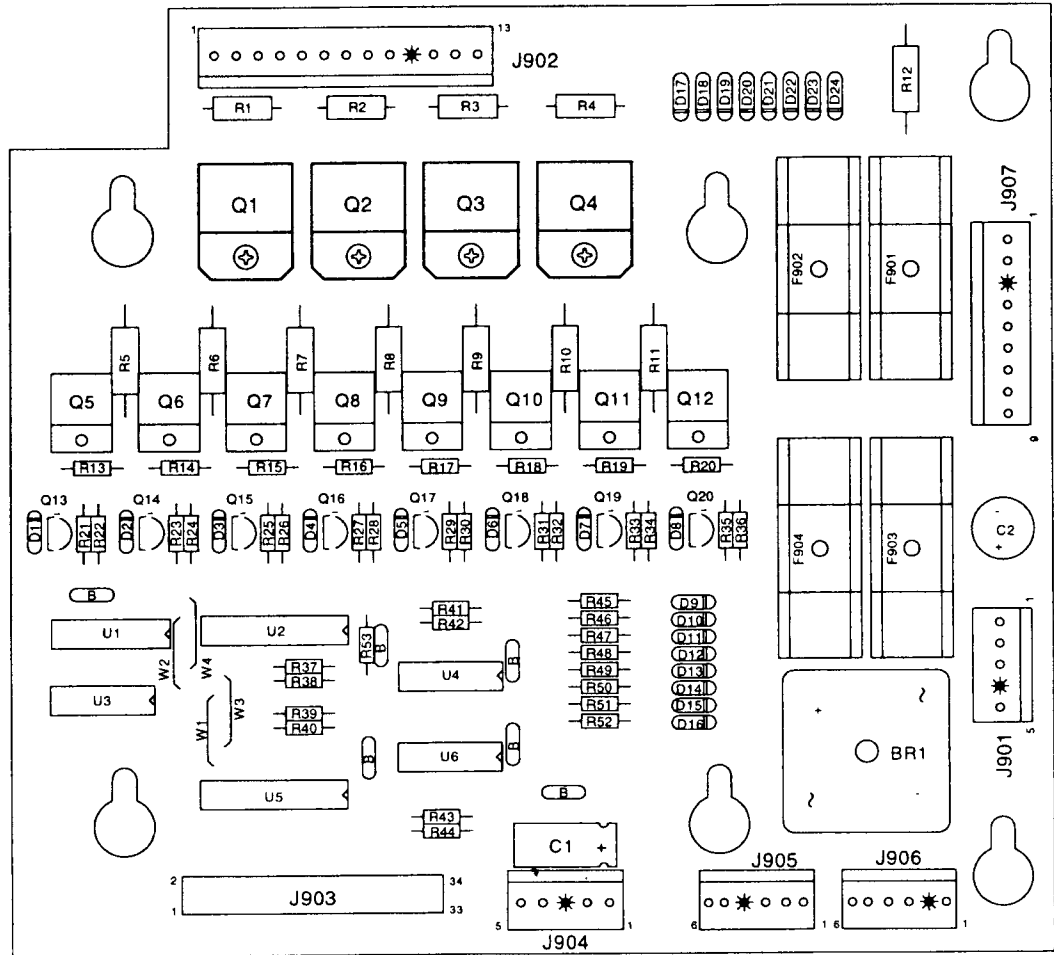 1 13
J902
R1 R2 R3 R4
D17 D18 D19 D20 D21 D22 D23 D24
R12
Q1 Q2 Q3 Q4
F902 F901
J907
1
9
R5 R6 R7 R8 R9 R10 R11
Q5 Q6 Q7 Q8 Q9 Q10 Q11 Q12
R13 R14 R15 R16 R17 R18 R19 R20
Q13 Q14 Q15 Q16 Q17 Q18 Q19 Q20
D1 R21 R22 D2 R23 R24 D3 R25 R26 D4 R27 R28 D5 R29 R30 D6 R31 R32 D7 R33 R34 D8 R35 R36
F904 F903
-
C2
+
B
U1 U2
W2 W4
R53 B
R41
R42
R45
R46
R47
R48
R49
R50
R51
R52
D9
D10
D11
D12
D13
D14
D15
D16
1
5
J901
U3
W1 W3
R37
R38
R39
R40
U4 B
U6 B
B
U5
R43
R44
B
C1 +
+ ~
BR1
~ -
2 34
J903
1 33
5 1
J904
J905
6 1
J906
6 1